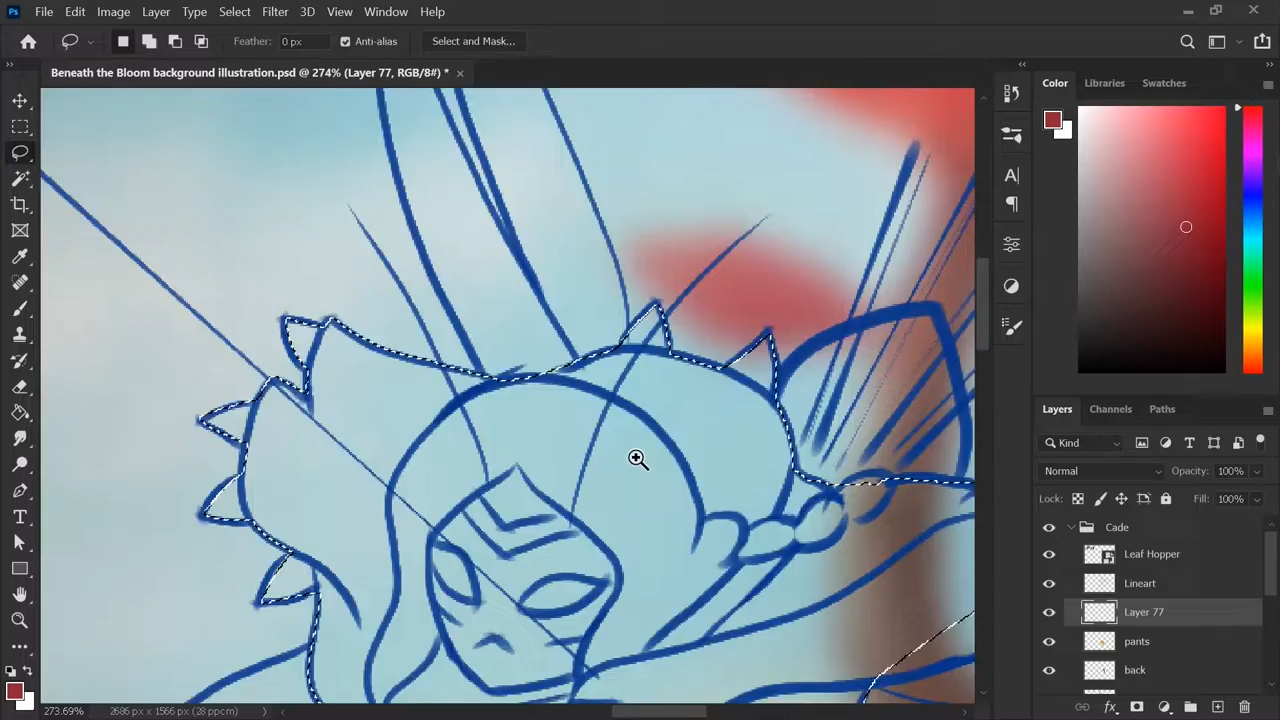 Ps File Edit Image Layer Type Select Filter 3D View Window Help
Feather: 0 px Anti-alias Select and Mask...
Beneath the Bloom background illustration.psd @ 274% (Layer 77, RGB/8#) * ×
Color Libraries Swatches
Layers Channels Paths
Kind
Normal Opacity: 100%
Lock: Fill: 100%
Cade
Leaf Hopper
Lineart
Layer 77
pants
back
273.69% 2686 px x 1566 px (28 ppcm)